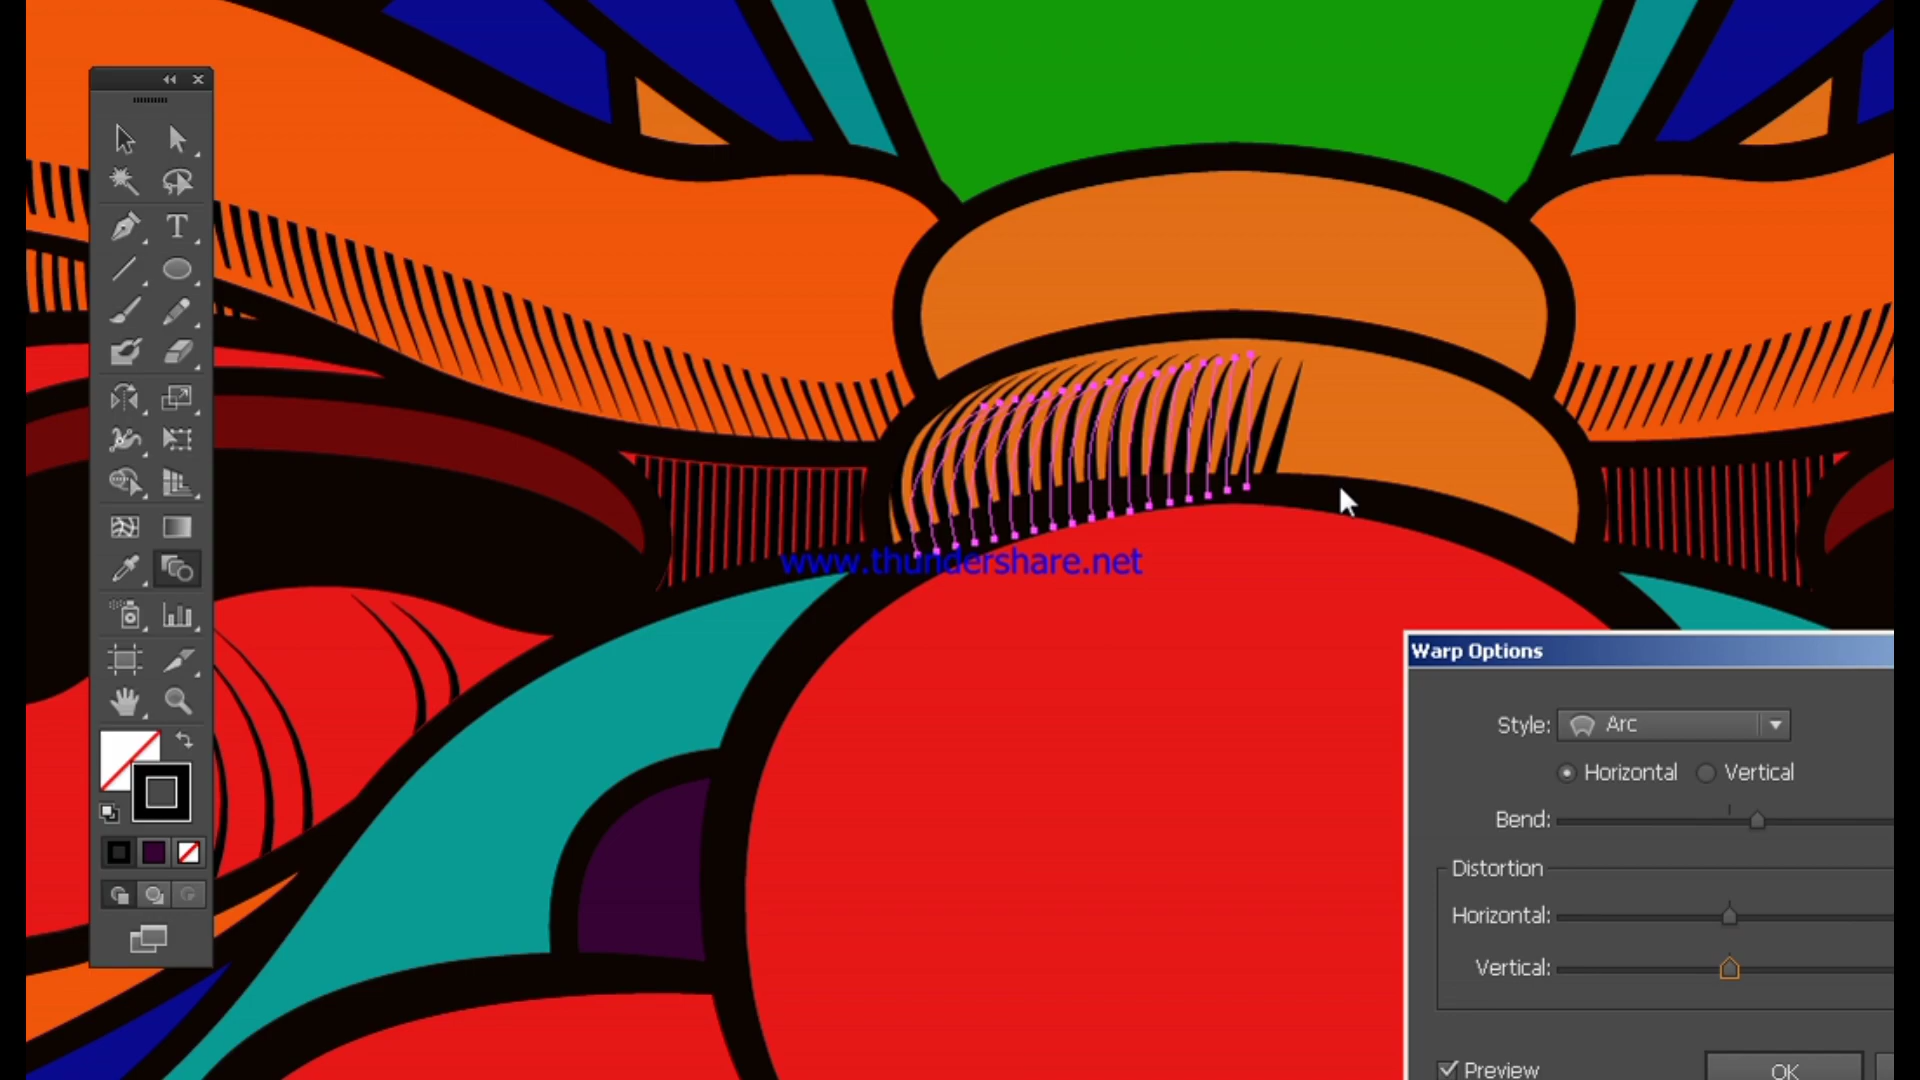 www.thundershare.net
Warp Options
Style: Arc
Horizontal Vertical
Bend:
Distortion
Horizontal:
Vertical:
Preview OK